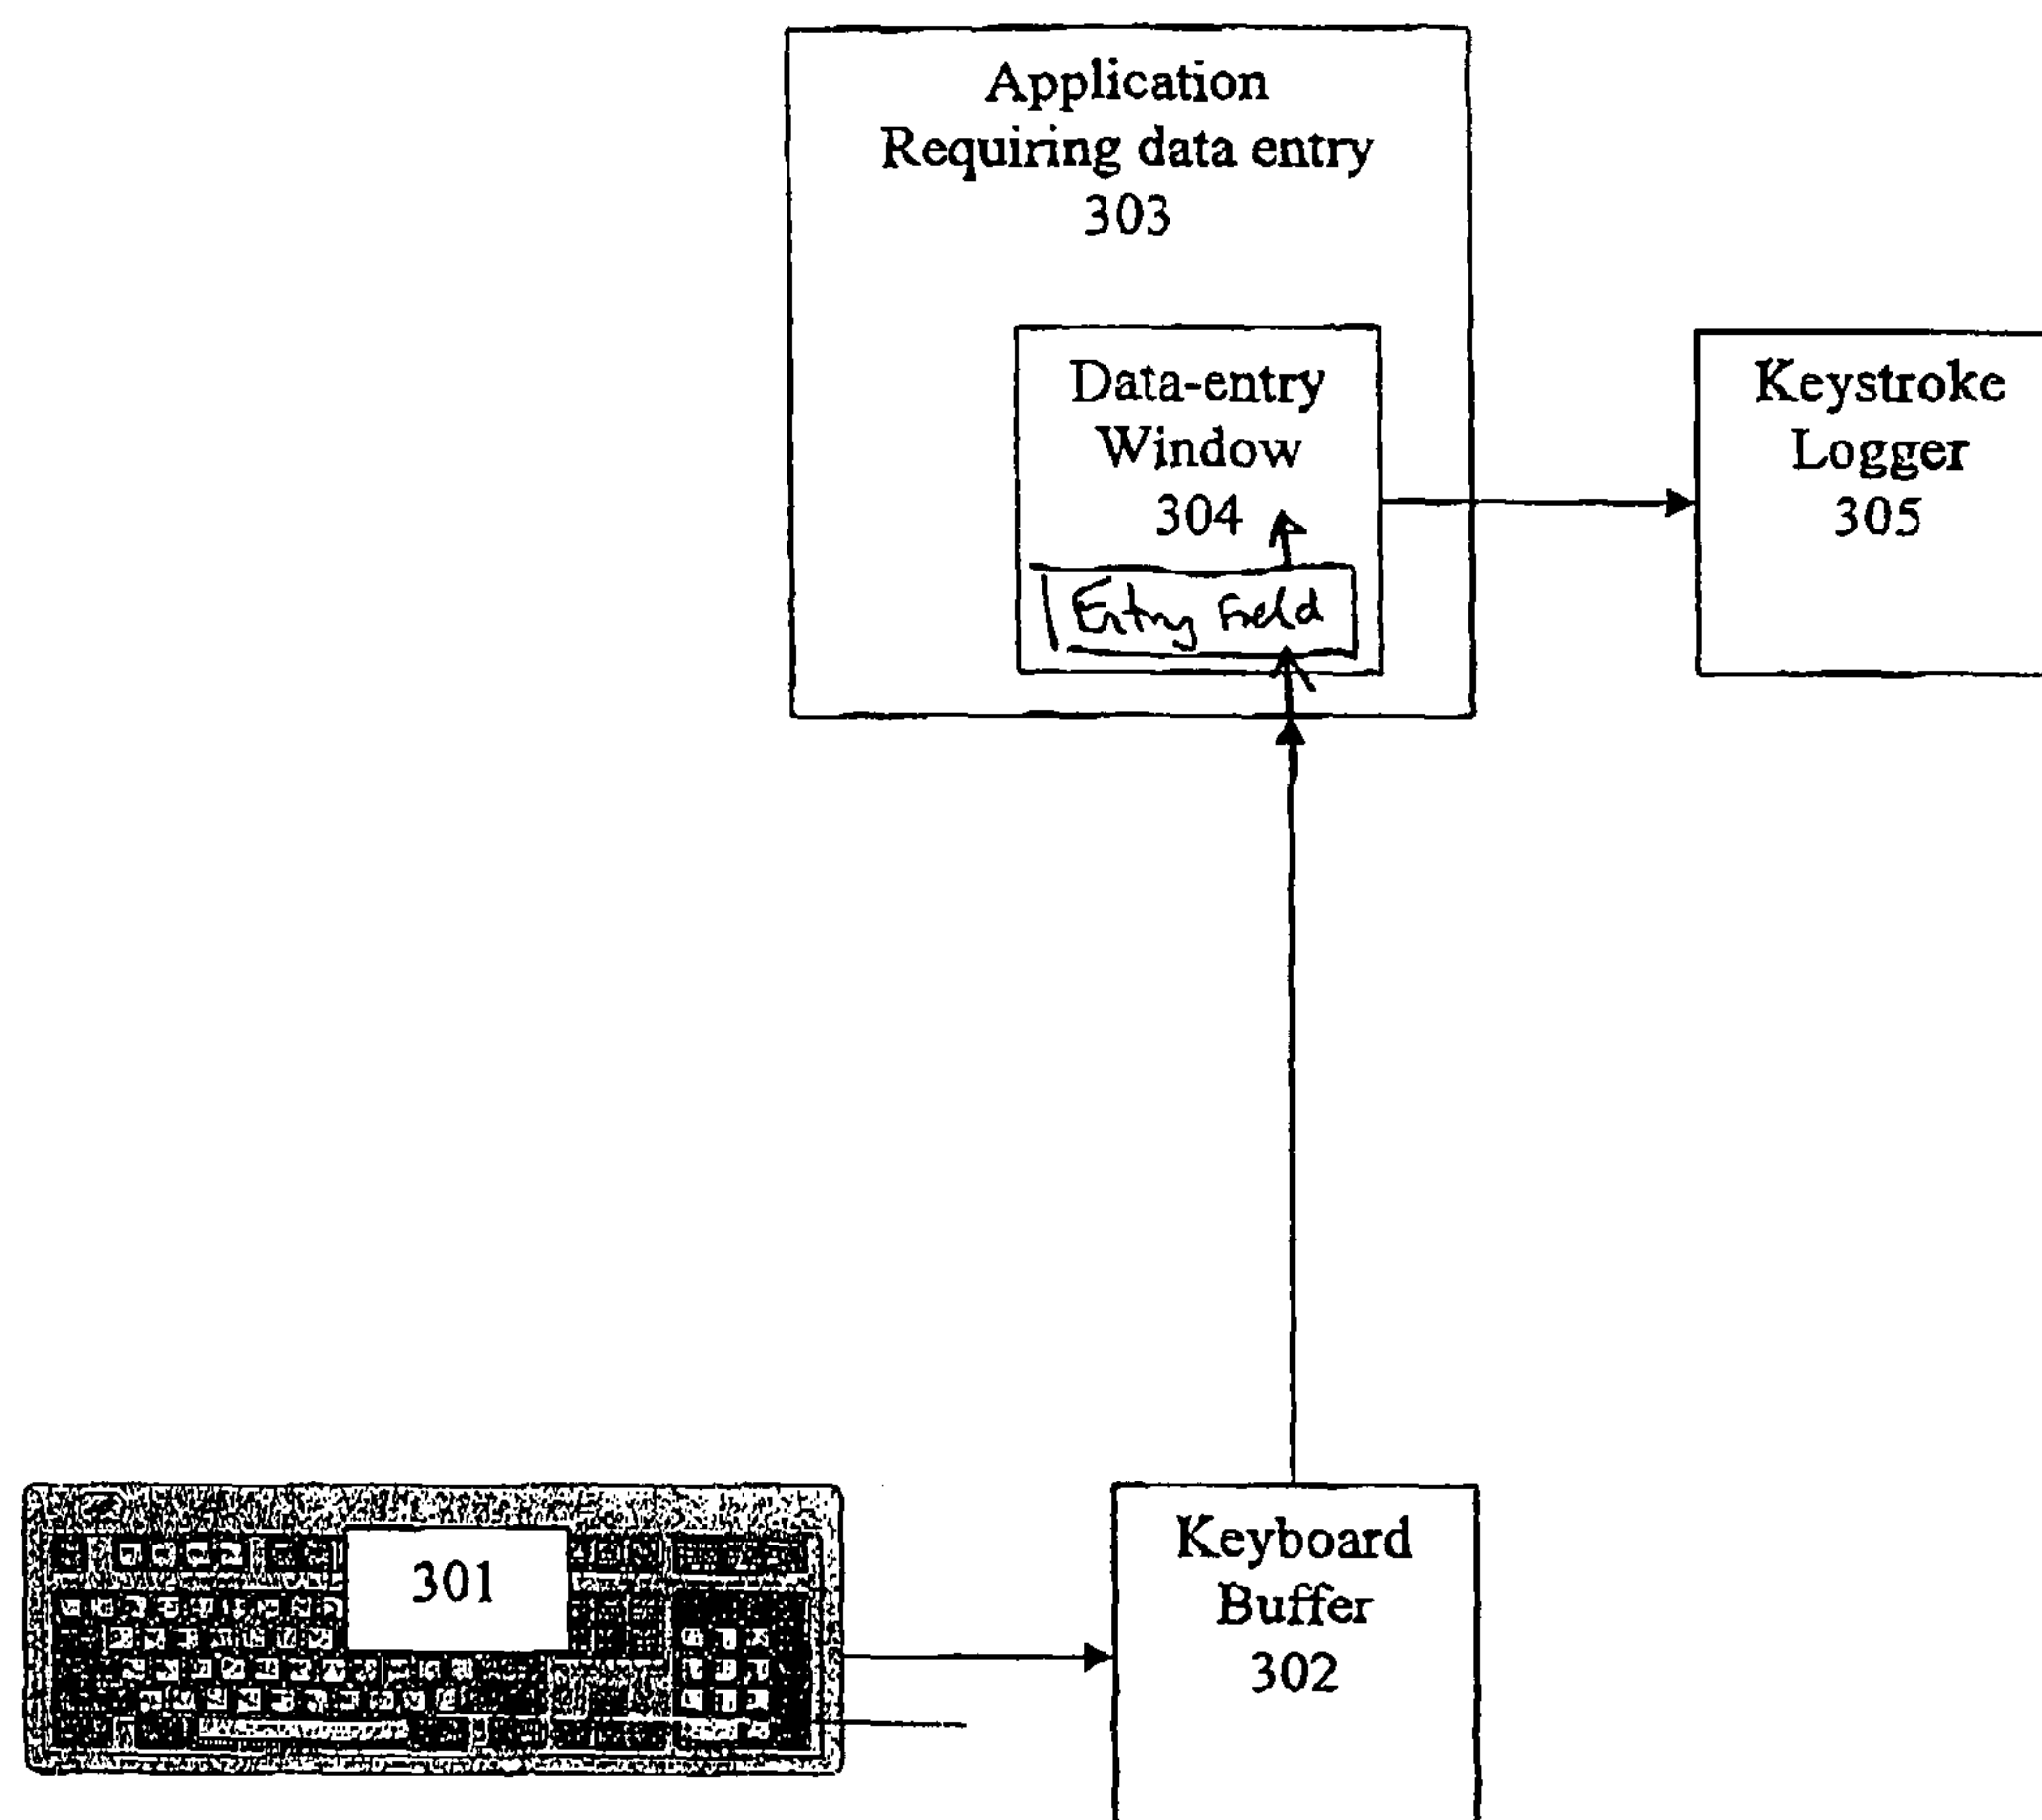 Application
Requiring data entry
303
Data-entry
Window
304
Entry Field
Keystroke
Logger
305
301
Keyboard
Buffer
302